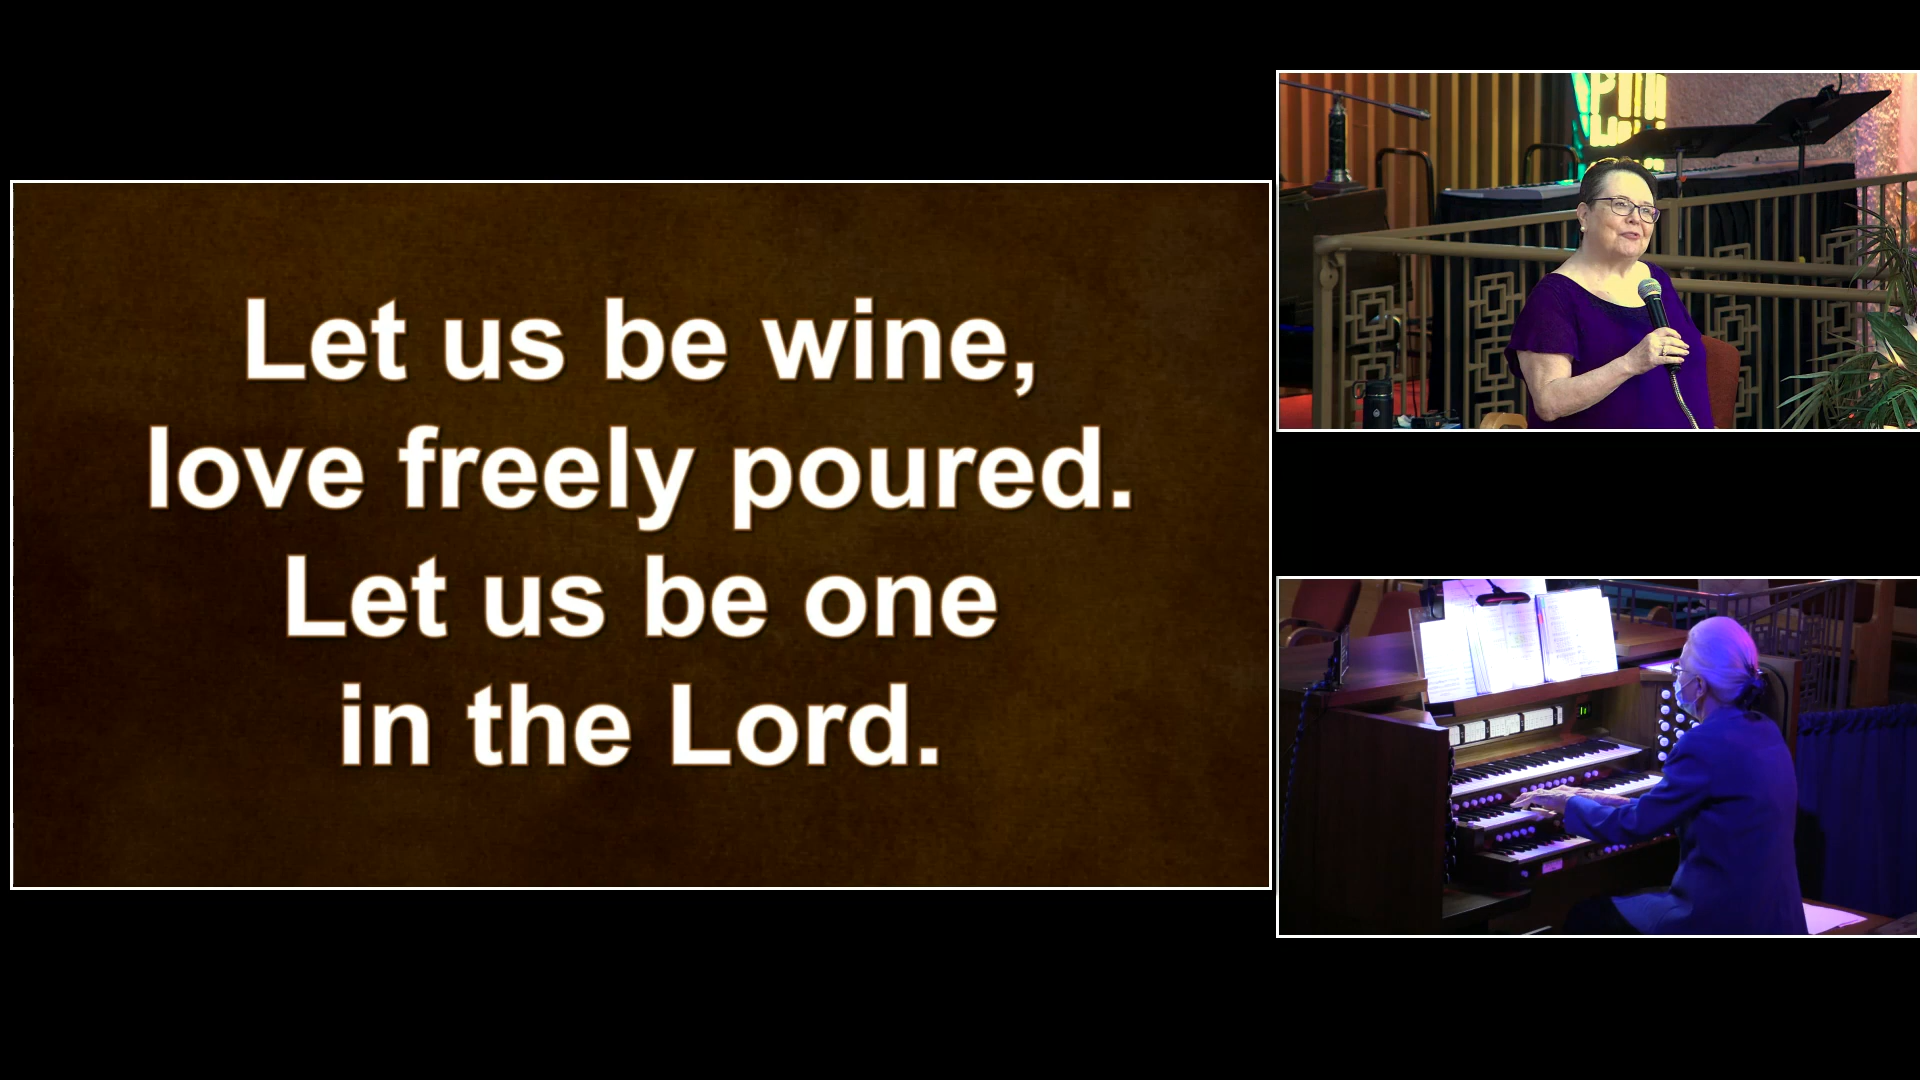 Let us be wine,
love freely poured.
Let us be one
in the Lord.